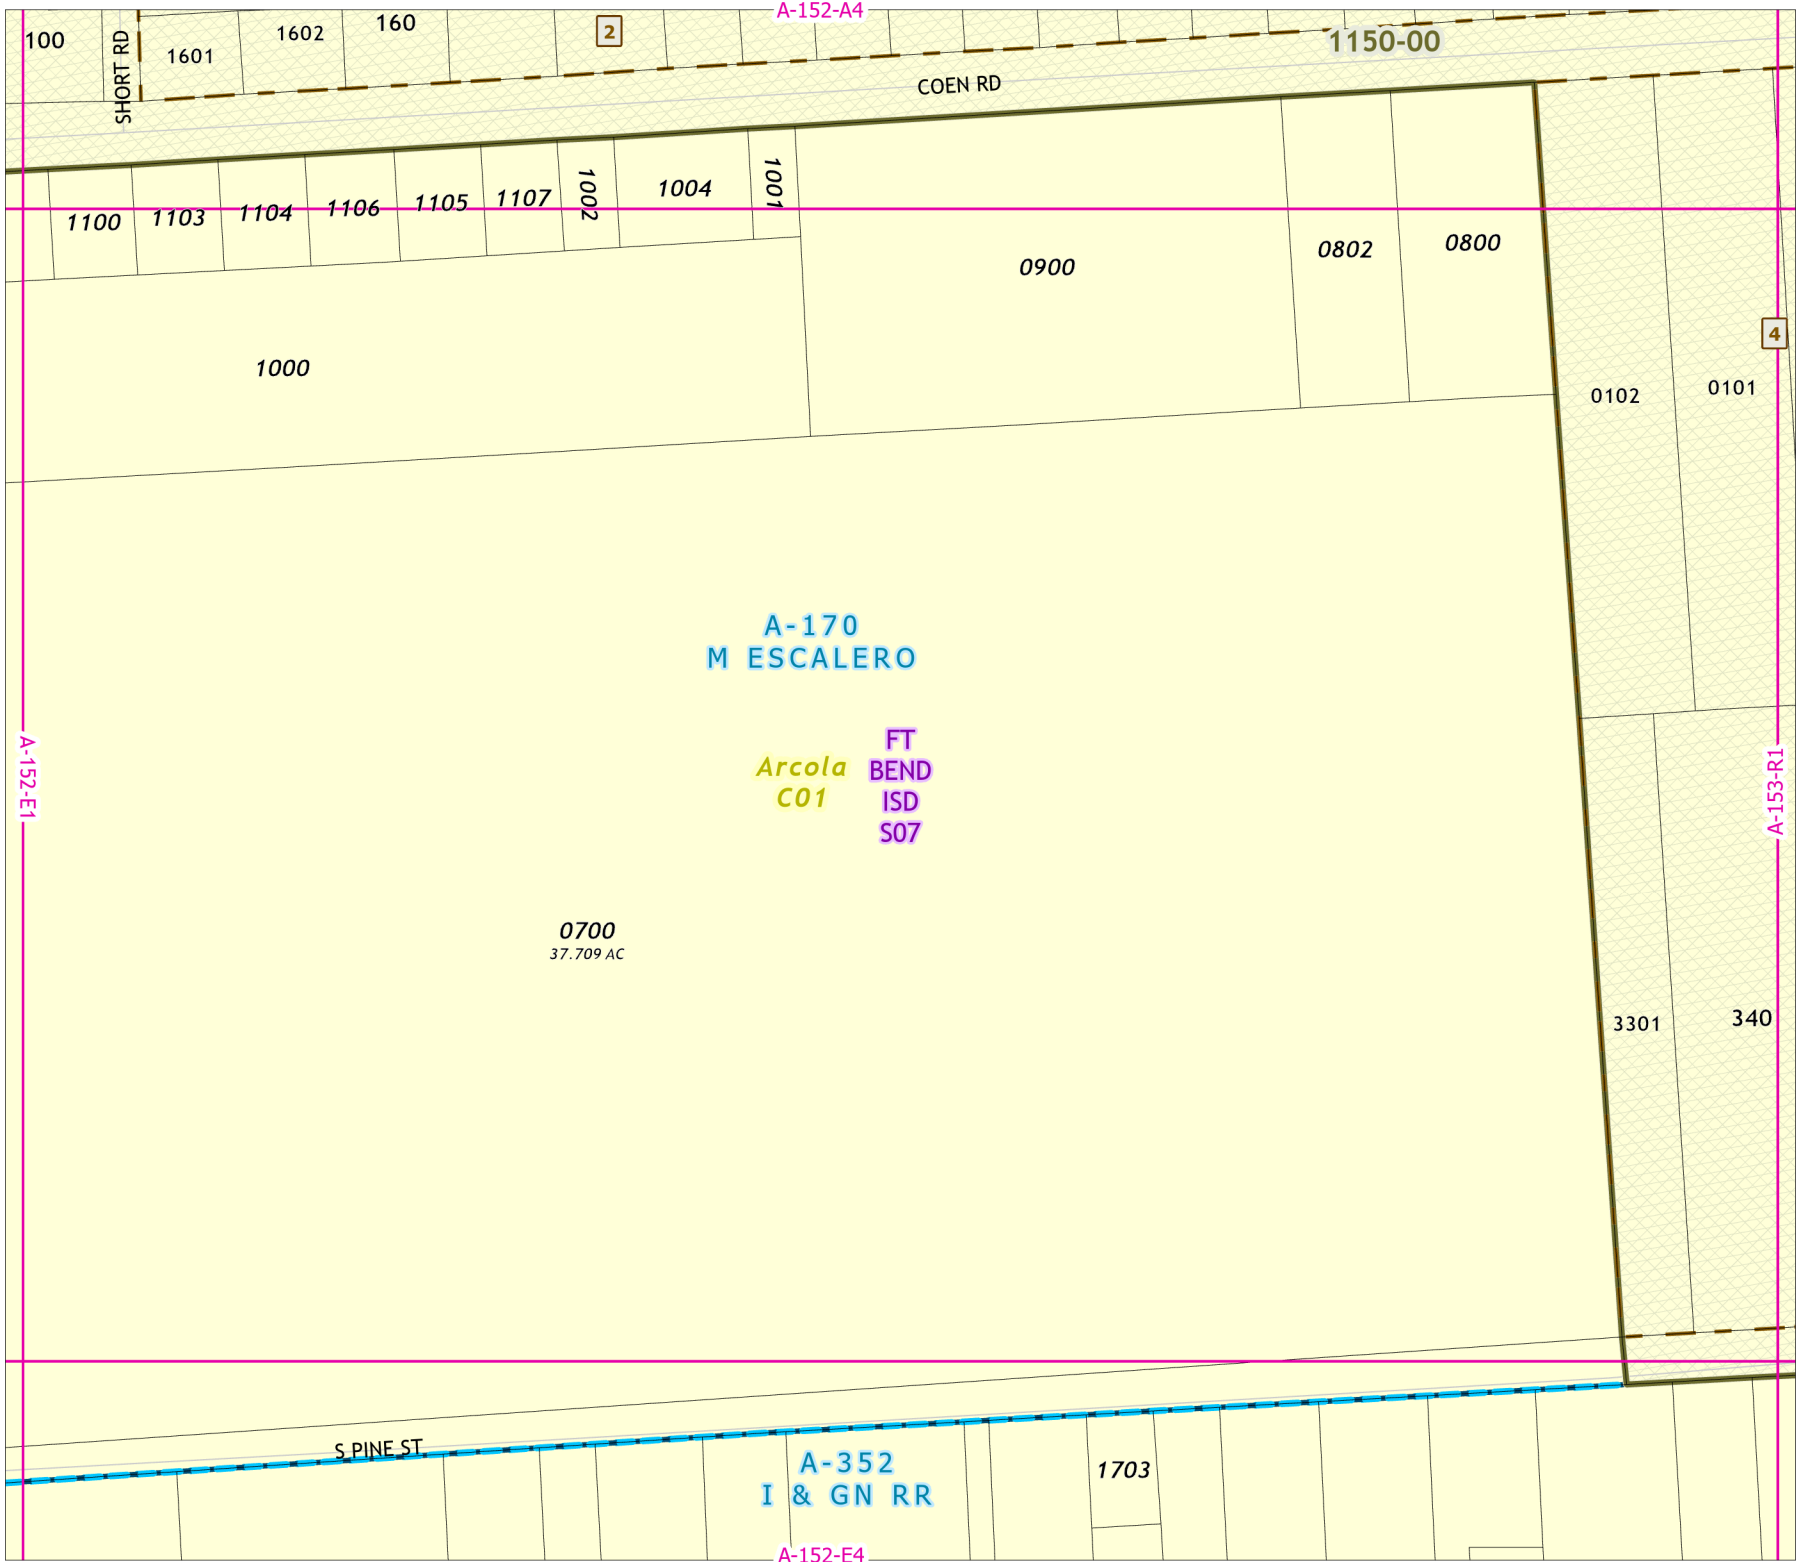 A-152-A4
100
SHORT RD
1601
1602
160
2
1150-00
COEN RD
1100
1103
1104
1106
1105
1107
1002
1004
1001
0900
0802
0800
1000
4
0102
0101
A-170
M ESCALERO
Arcola
C01
FT
BEND
ISD
S07
A-152-E1
A-153-R1
0700
37.709 AC
3301
340
S PINE ST
A-352
I & GN RR
1703
A-152-E4